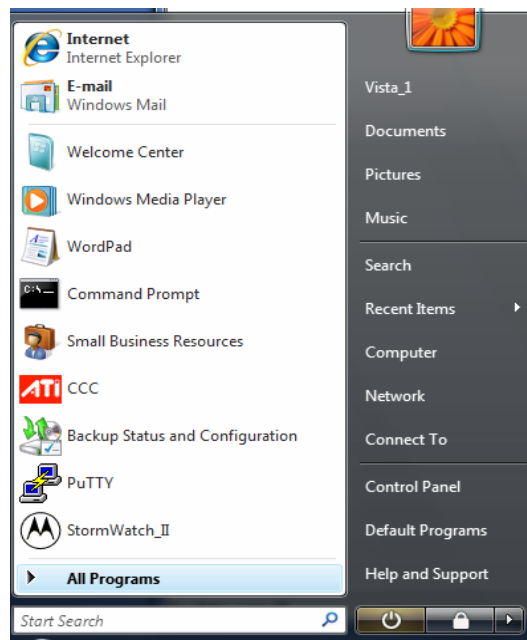 Internet
Internet Explorer
E-mail
Windows Mail
Welcome Center
Windows Media Player
WordPad
C:\
Command Prompt
Small Business Resources
ATI
CCC
Backup Status and Configuration
PuTTY
StormWatch_II
All Programs
Start Search
Vista_1
Documents
Pictures
Music
Search
Recent Items
Computer
Network
Connect To
Control Panel
Default Programs
Help and Support